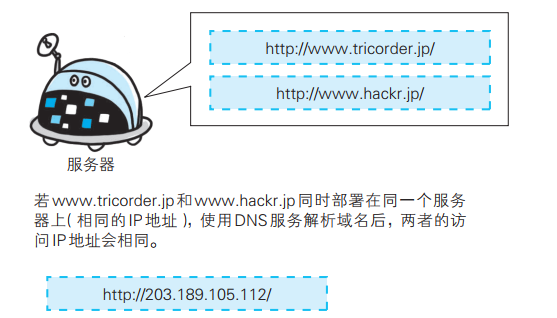 http://www.tricorder.jp/
http://www.hackr.jp/
服务器
若www.tricorder.jp和www.hackr.jp同时部署在同一个服务
器上(相同的IP地址),使用DNS服务解析域名后,两者的访
问IP地址会相同。
http://203.189.105.112/